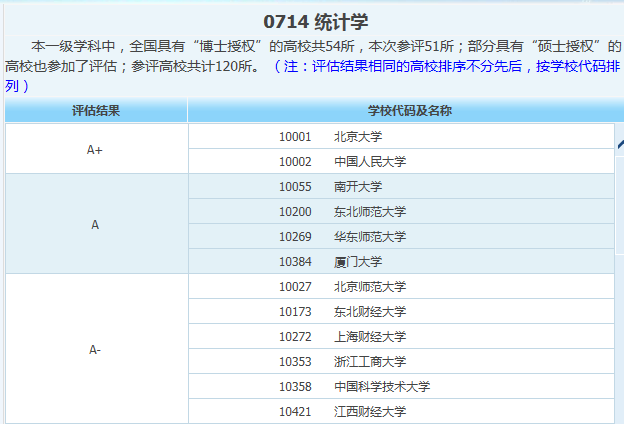 0714 统计学
本一级学科中，全国具有“博士授权”的高校共54所，本次参评51所；部分具有“硕士授权”的
高校也参加了评估；参评高校共计120所。（注：评估结果相同的高校排序不分先后，按学校代码排
列）
评估结果 学校代码及名称
A+
10001 北京大学
10002 中国人民大学
A
10055 南开大学
10200 东北师范大学
10269 华东师范大学
10384 厦门大学
A-
10027 北京师范大学
10173 东北财经大学
10272 上海财经大学
10353 浙江工商大学
10358 中国科学技术大学
10421 江西财经大学